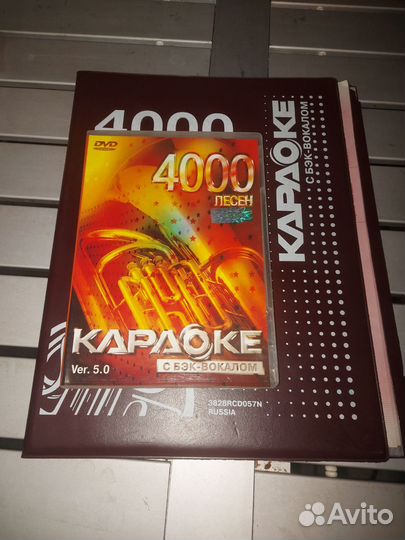 4000
КАРАОКЕ
С БЭК-ВОКАЛОМ
DVD
4000
ПЕСЕН
КАРАОКЕ
С БЭК-ВОКАЛОМ
Ver. 5.0
3828RCD057N
RUSSIA
Avito